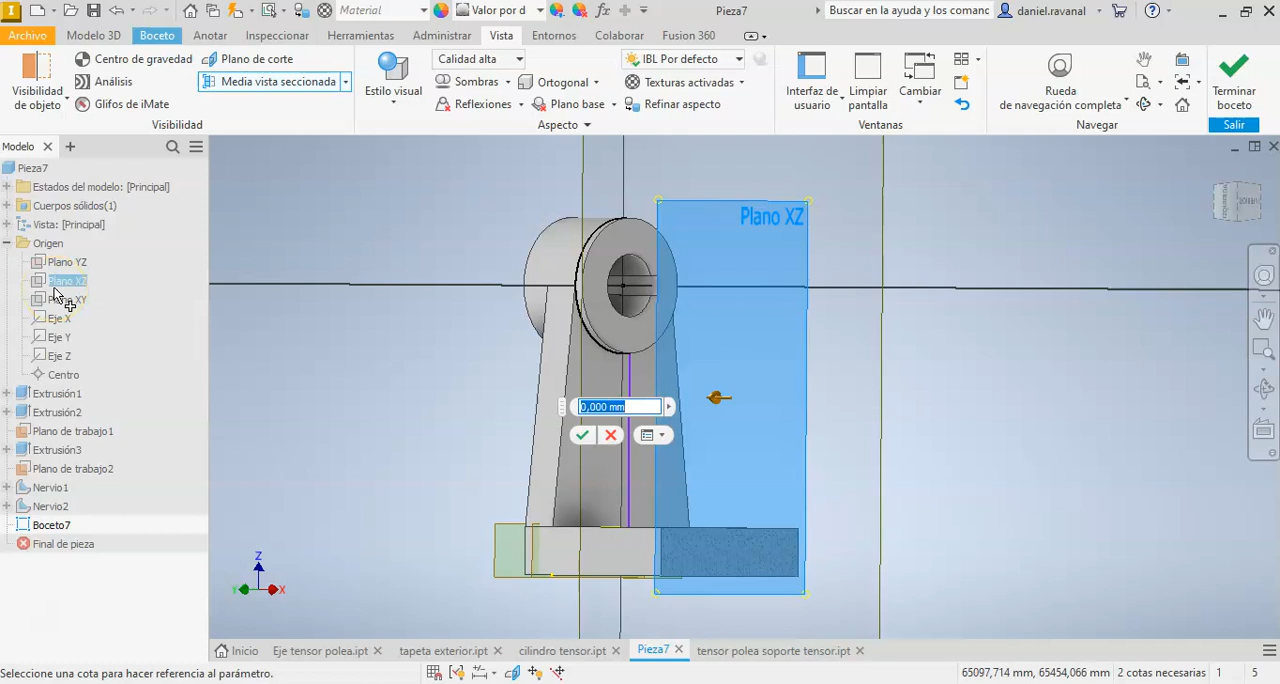 Material
Valor por d
fx
Pieza7
Buscar en la ayuda y los comanc
daniel.ravanal
Archivo
Modelo 3D
Boceto
Anotar
Inspeccionar
Herramientas
Administrar
Vista
Entornos
Colaborar
Fusion 360
Visibilidad
de objeto
Centro de gravedad
Plano de corte
Análisis
Media vista seccionada
Glifos de iMate
Visibilidad
Estilo visual
Calidad alta
Sombras
Ortogonal
Reflexiones
Plano base
IBL Por defecto
Texturas activadas
Refinar aspecto
Aspecto
Interfaz de
usuario
Limpiar
pantalla
Cambiar
Ventanas
Rueda
de navegación completa
Navegar
Terminar
boceto
Salir
Modelo
Pieza7
Estados del modelo: [Principal]
Cuerpos sólidos(1)
Vista: [Principal]
Origen
Plano YZ
Plano XZ
Plano XY
Eje X
Eje Y
Eje Z
Centro
Extrusión1
Extrusión2
Plano de trabajo1
Extrusión3
Plano de trabajo2
Nervio1
Nervio2
Boceto7
Final de pieza
Plano XZ
0,000 mm
Z
Y
X
Inicio
Eje tensor polea.ipt
tapeta exterior.ipt
cilindro tensor.ipt
Pieza7
tensor polea soporte tensor.ipt
Seleccione una cota para hacer referencia al parámetro.
65097,714 mm, 65454,066 mm
2 cotas necesarias
1
5